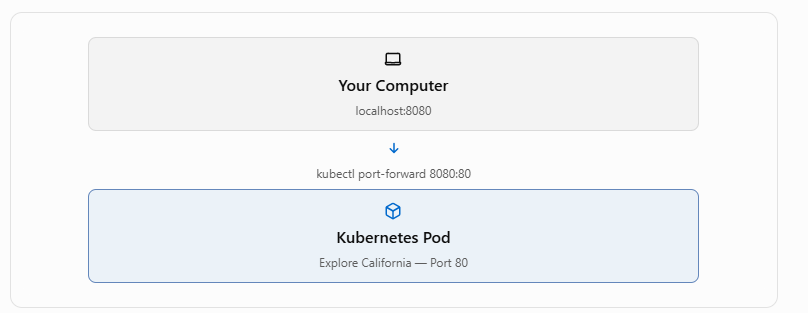 Your Computer
localhost:8080
kubectl port-forward 8080:80
Kubernetes Pod
Explore California — Port 80